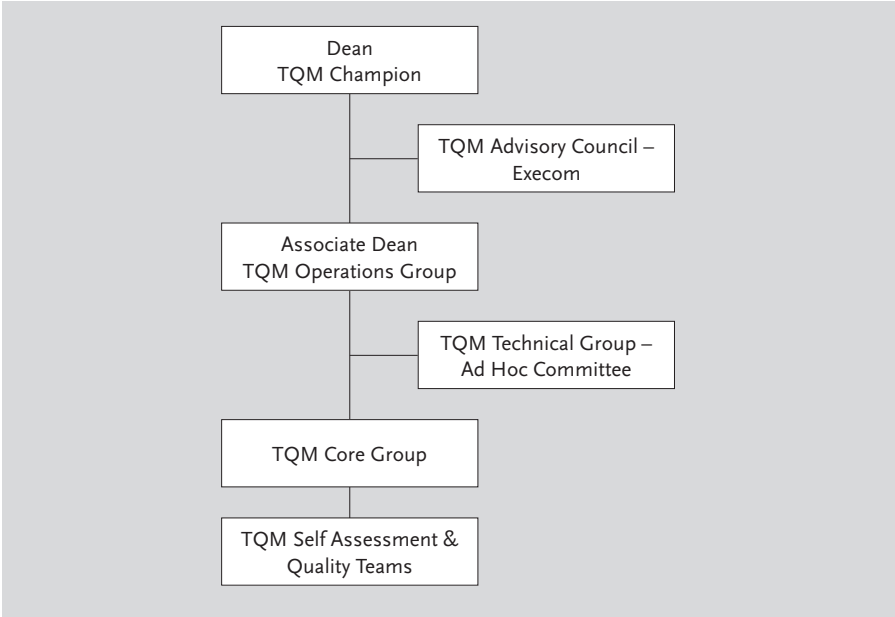 Dean
TQM Champion
TQM Advisory Council –
Execom
Associate Dean
TQM Operations Group
TQM Technical Group –
Ad Hoc Committee
TQM Core Group
TQM Self Assessment &
Quality Teams